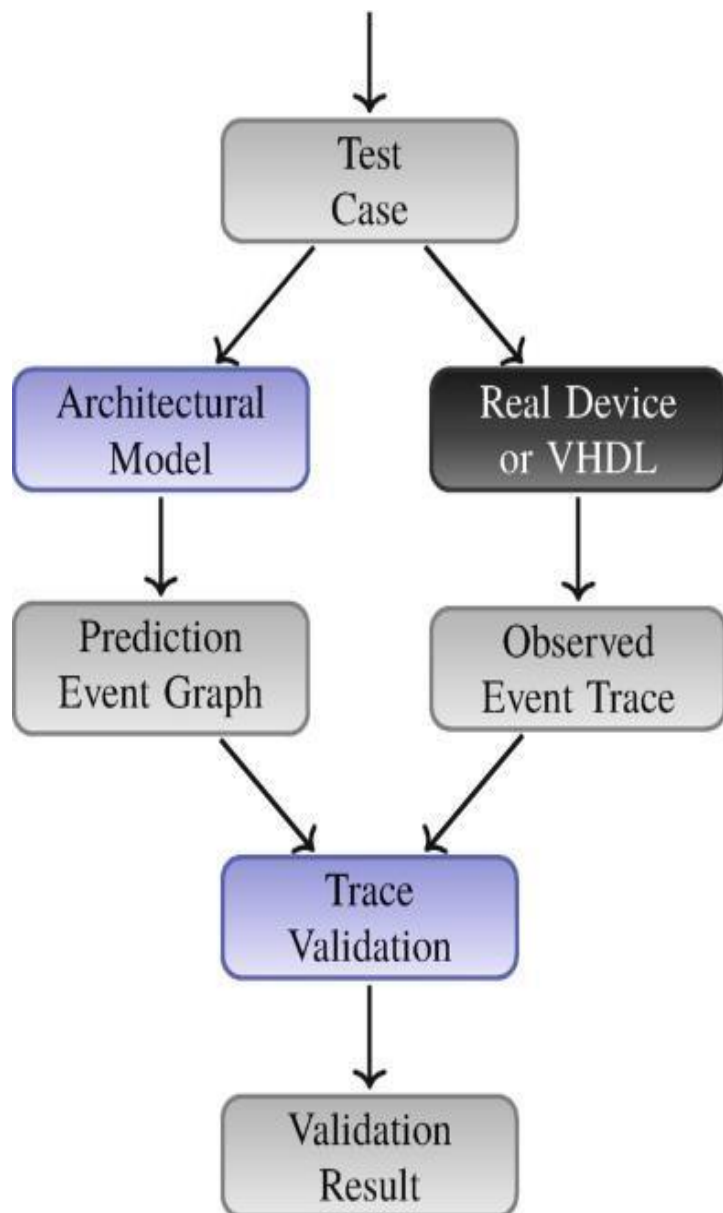 Test
Case
Architectural
Model
Real Device
or VHDL
Prediction
Event Graph
Observed
Event Trace
Trace
Validation
Validation
Result